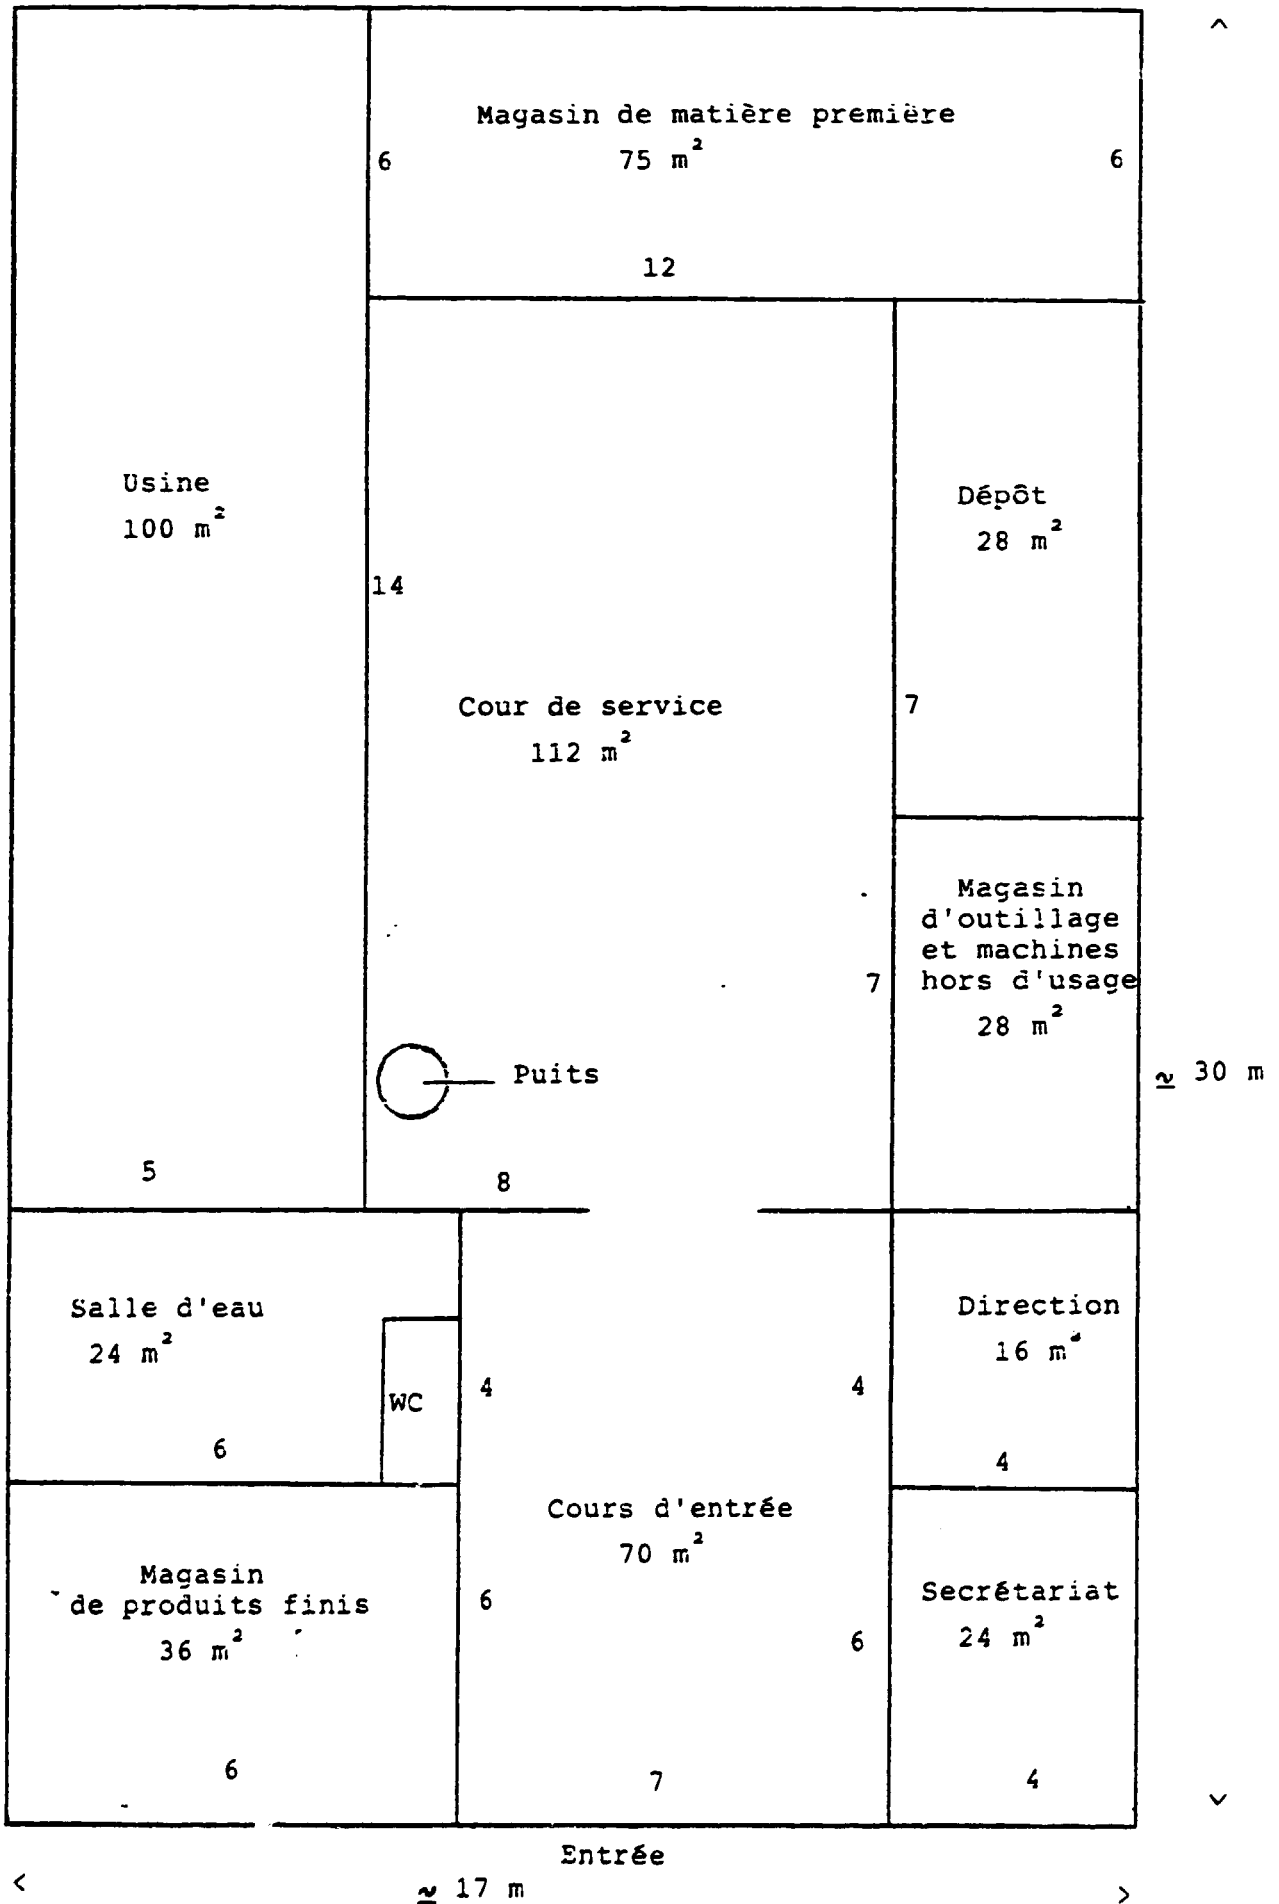 Magasin de matière première
75 m²
6
6
12
Usine
100 m²
14
5
Dépôt
28 m²
7
Cour de service
112 m²
Magasin
d'outillage
et machines
hors d'usage
28 m²
7
Puits
8
≃ 30 m
Salle d'eau
24 m²
WC
6
4
4
Direction
16 m²
4
Cours d'entrée
70 m²
Magasin
de produits finis
36 m²
6
6
6
7
Secrétariat
24 m²
4
Entrée
≃ 17 m